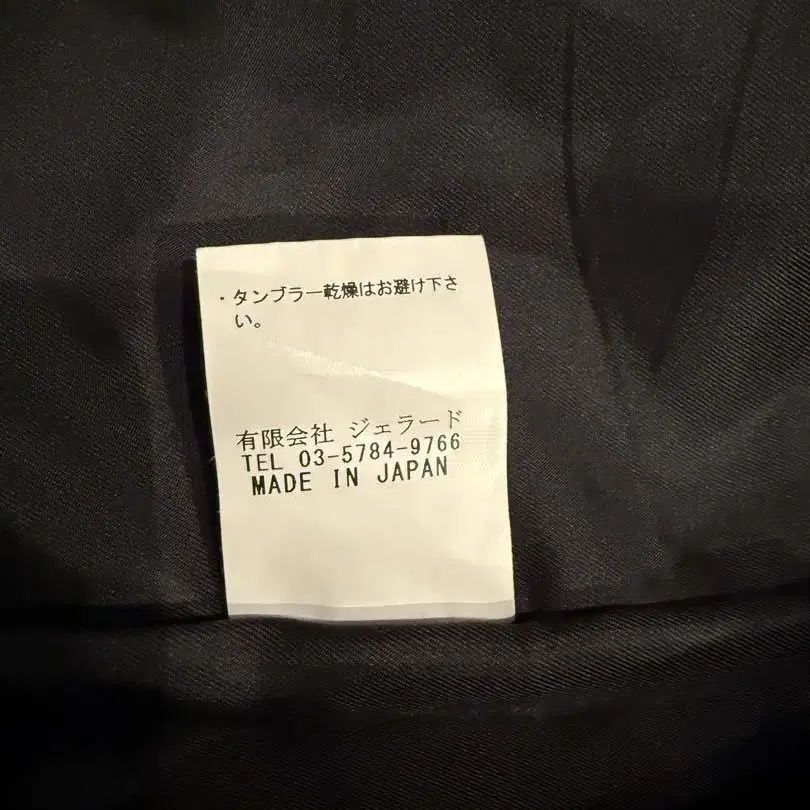 ・タンブラー乾燥はお避け下さ
い。
有限会社 ジェラード
TEL 03-5784-9766
MADE IN JAPAN